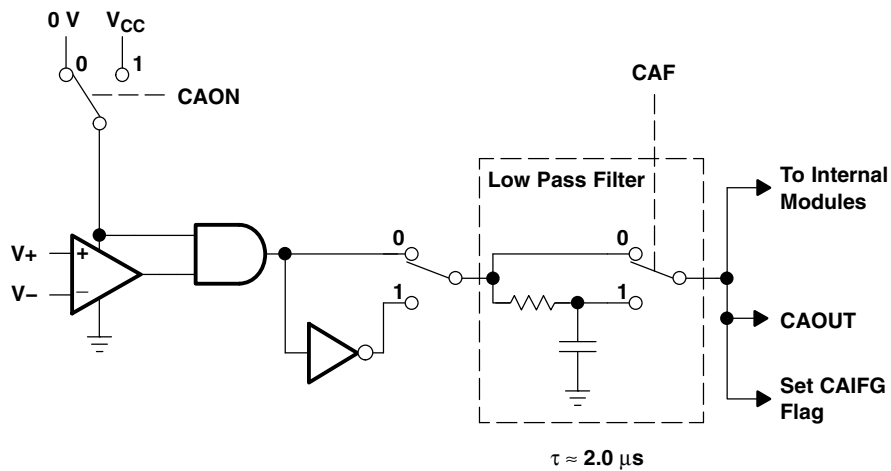 0 V
VCC
0
1
CAON
CAF
Low Pass Filter
To Internal
Modules
V+
+
V−
−
0
1
0
1
CAOUT
Set CAIFG
Flag
τ ≈ 2.0 μs